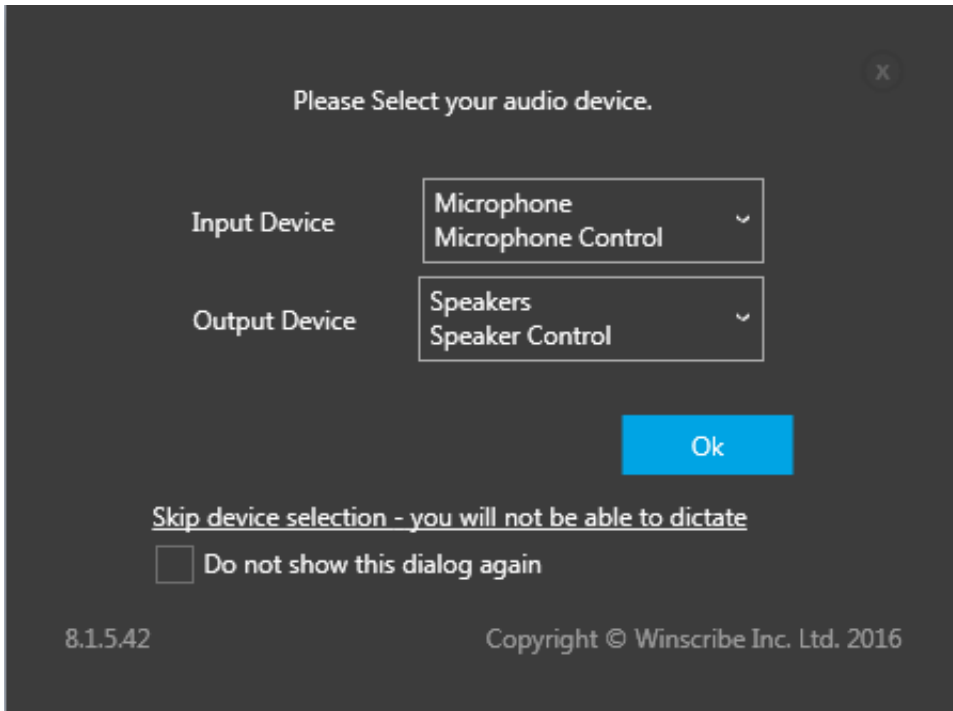 x
Please Select your audio device.
Input Device
Microphone
Microphone Control
Output Device
Speakers
Speaker Control
Ok
Skip device selection - you will not be able to dictate
Do not show this dialog again
8.1.5.42
Copyright © Winscribe Inc. Ltd. 2016